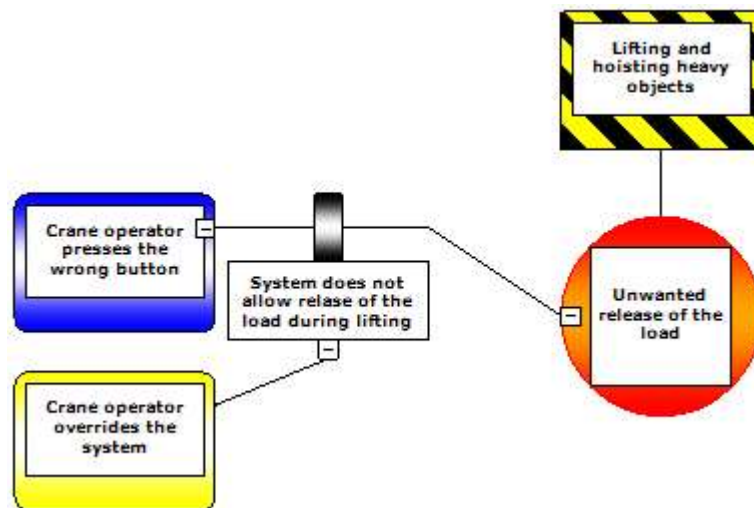 Lifting and
hoisting heavy
objects
Crane operator
presses the
wrong button
System does not
allow relase of the
load during lifting
Unwanted
release of the
load
Crane operator
overrides the
system